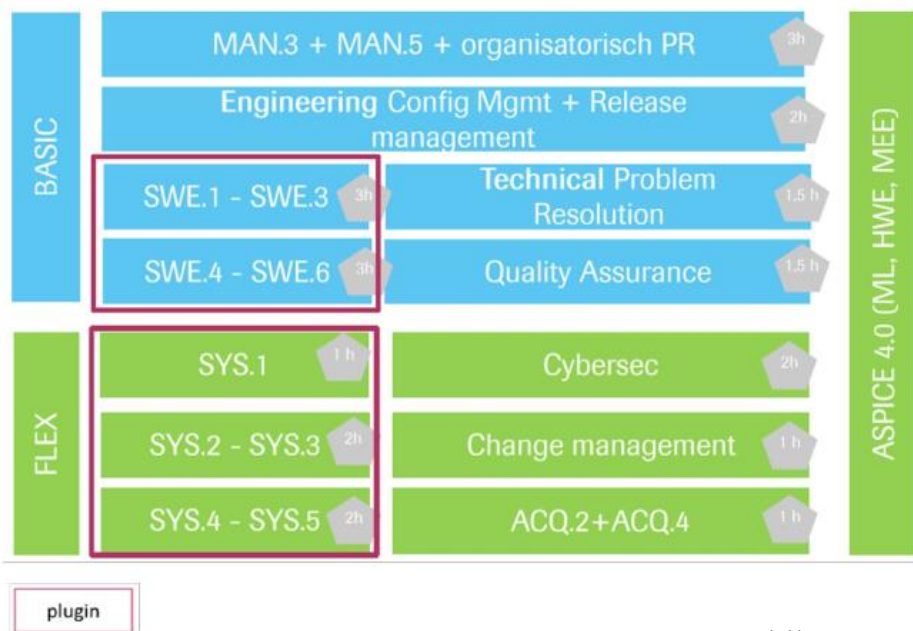 BASIC
MAN.3 + MAN.5 + organisatorisch PR
3h
Engineering Config Mgmt + Release
management
2h
SWE.1 - SWE.3
3h
Technical Problem
Resolution
1,5 h
SWE.4 - SWE.6
3h
Quality Assurance
1,5 h
FLEX
SYS.1
1 h
Cybersec
2h
SYS.2 - SYS.3
2h
Change management
1 h
SYS.4 - SYS.5
2h
ACQ.2+ACQ.4
1 h
ASPICE 4.0 (ML, HWE, MEE)
plugin